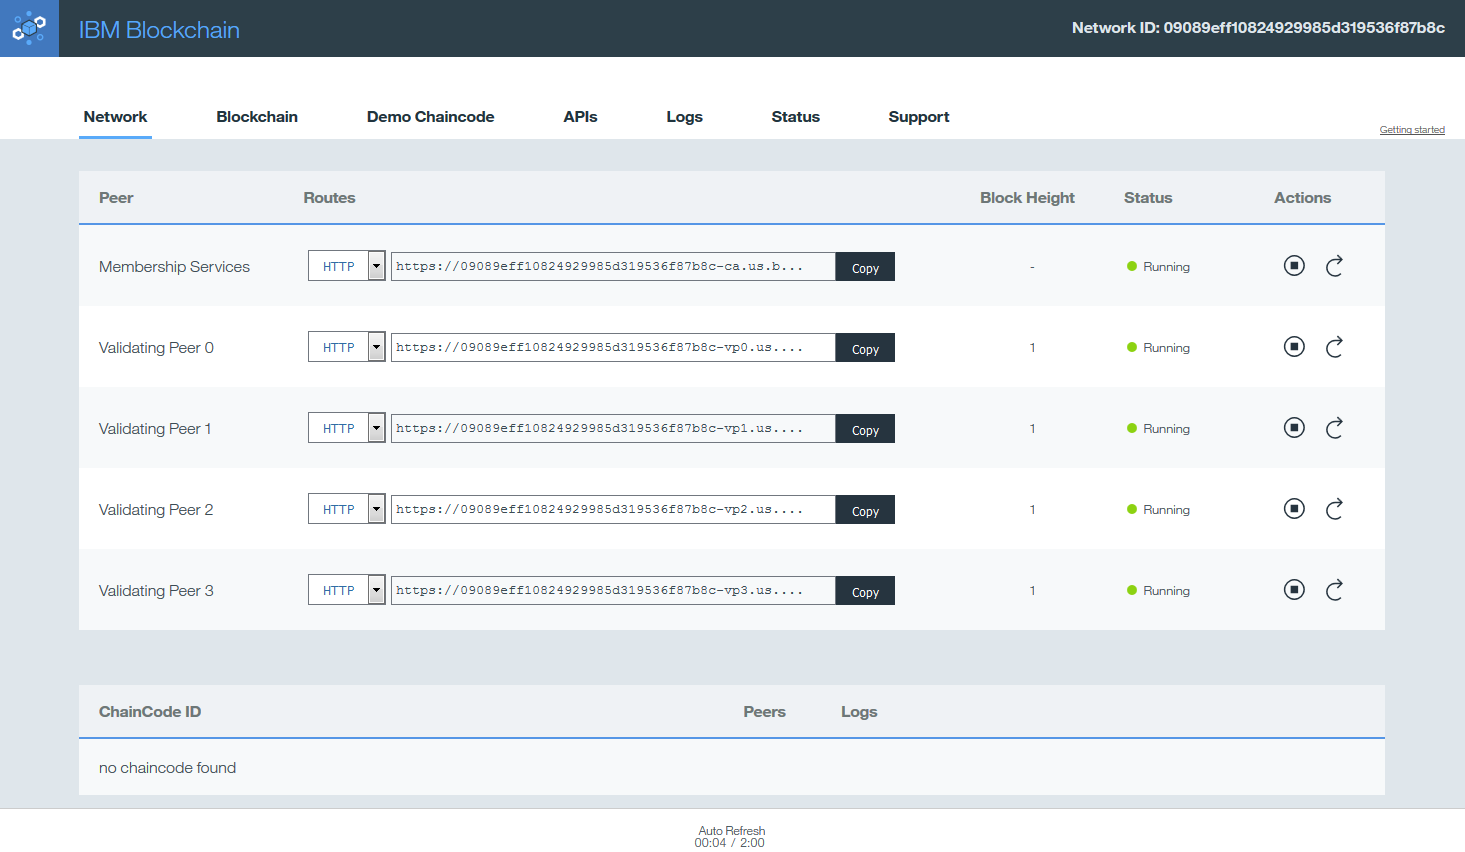 IBM Blockchain
Network ID: 09089eff10824929985d319536f87b8c
Network Blockchain Demo Chaincode APIs Logs Status Support
Getting started
Peer Routes Block Height Status Actions
Membership Services HTTP https://09089eff10824929985d319536f87b8c-ca.us.b... Copy - Running
Validating Peer 0 HTTP https://09089eff10824929985d319536f87b8c-vp0.us.... Copy 1 Running
Validating Peer 1 HTTP https://09089eff10824929985d319536f87b8c-vp1.us.... Copy 1 Running
Validating Peer 2 HTTP https://09089eff10824929985d319536f87b8c-vp2.us.... Copy 1 Running
Validating Peer 3 HTTP https://09089eff10824929985d319536f87b8c-vp3.us.... Copy 1 Running
ChainCode ID Peers Logs
no chaincode found
Auto Refresh
00:04 / 2:00